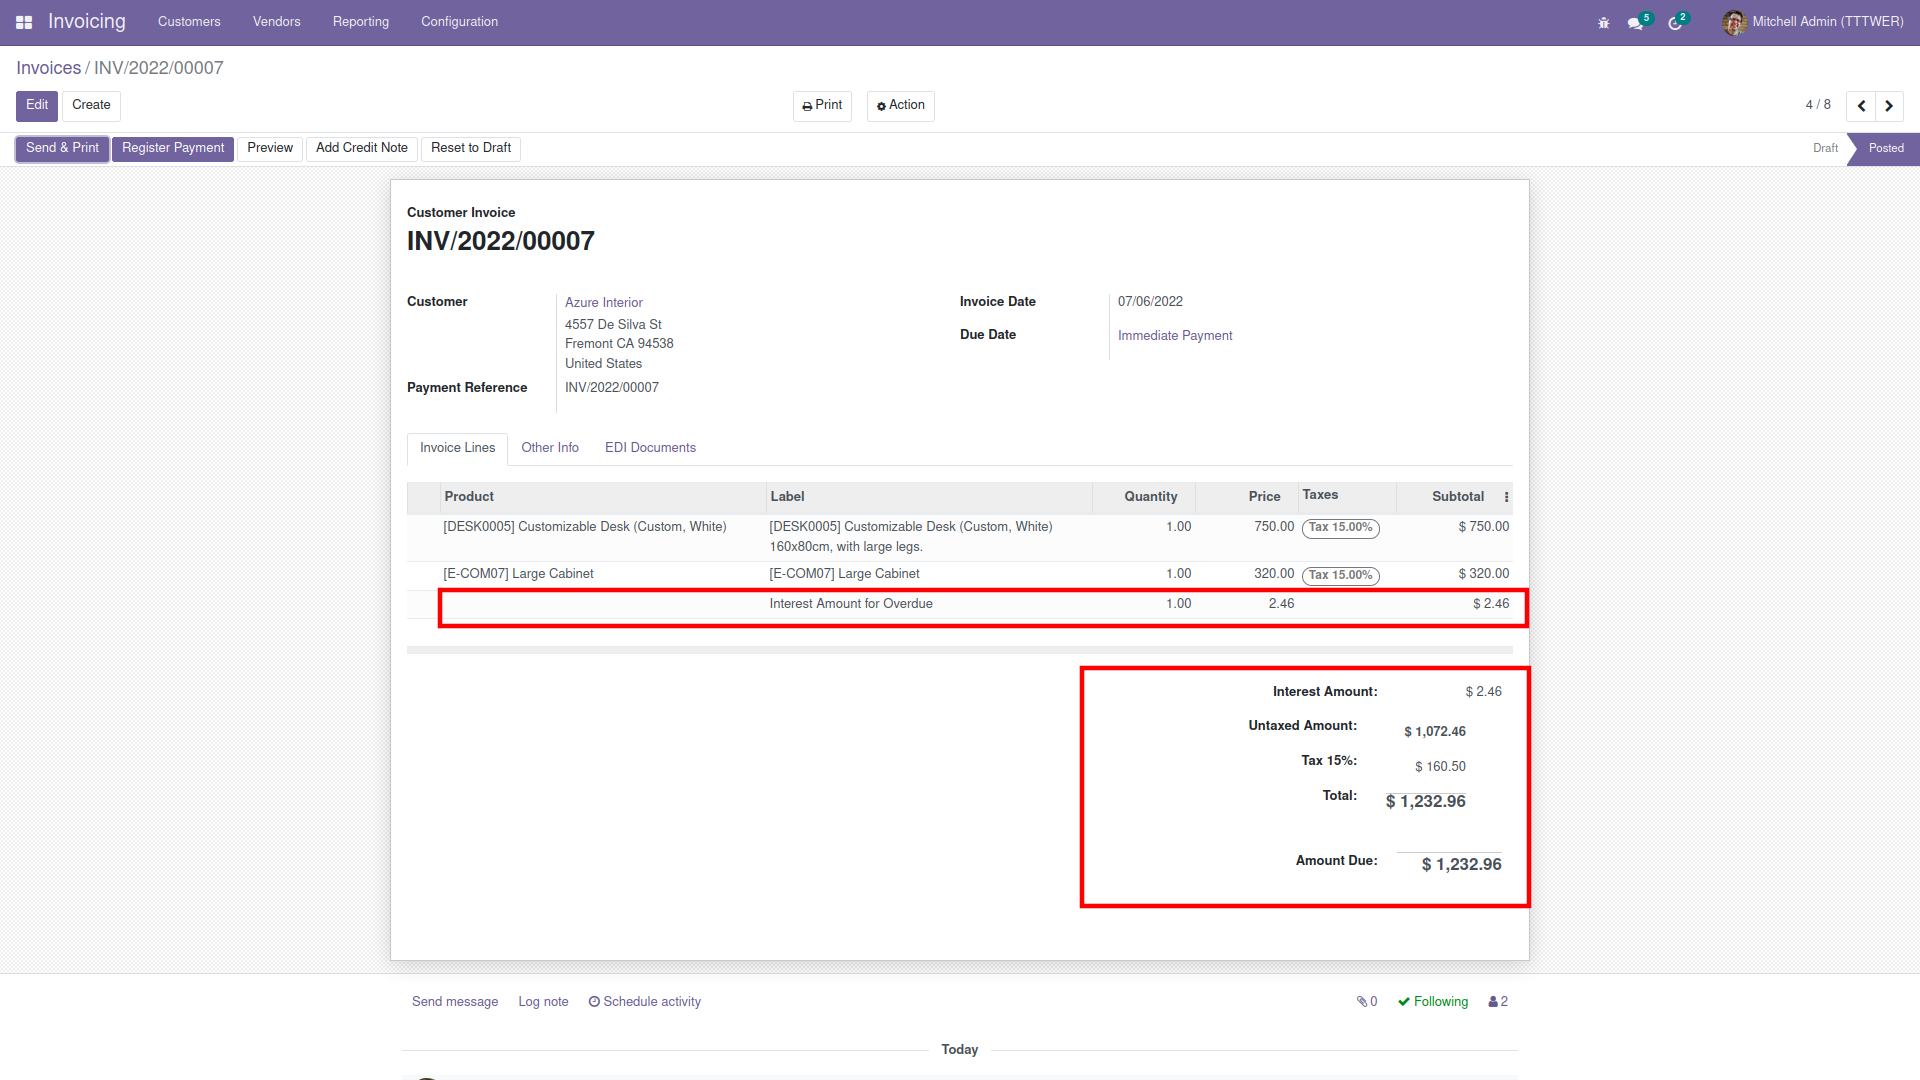 Invoicing Customers Vendors Reporting Configuration 5 2 Mitchell Admin (TTTWER)
Invoices / INV/2022/00007
Edit Create Print Action 4 / 8
Send & Print Register Payment Preview Add Credit Note Reset to Draft Draft Posted
Customer Invoice
INV/2022/00007
Customer Azure Interior Invoice Date 07/06/2022
4557 De Silva St
Fremont CA 94538 Due Date Immediate Payment
United States
Payment Reference INV/2022/00007
Invoice Lines Other Info EDI Documents
Product Label Quantity Price Taxes Subtotal
[DESK0005] Customizable Desk (Custom, White) [DESK0005] Customizable Desk (Custom, White) 1.00 750.00 Tax 15.00% $ 750.00
160x80cm, with large legs.
[E-COM07] Large Cabinet [E-COM07] Large Cabinet 1.00 320.00 Tax 15.00% $ 320.00
Interest Amount for Overdue 1.00 2.46 $ 2.46
Interest Amount: $ 2.46
Untaxed Amount: $ 1,072.46
Tax 15%: $ 160.50
Total: $ 1,232.96
Amount Due: $ 1,232.96
Send message Log note Schedule activity 0 Following 2
Today